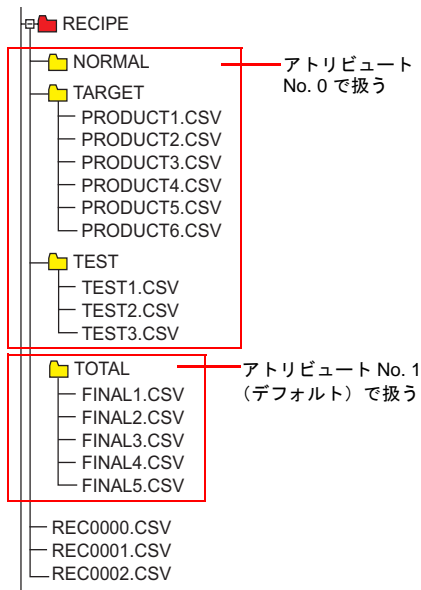 RECIPE
NORMAL
アトリビュート
No. 0 で扱う
TARGET
PRODUCT1.CSV
PRODUCT2.CSV
PRODUCT3.CSV
PRODUCT4.CSV
PRODUCT5.CSV
PRODUCT6.CSV
TEST
TEST1.CSV
TEST2.CSV
TEST3.CSV
TOTAL
アトリビュート No. 1
（デフォルト）で扱う
FINAL1.CSV
FINAL2.CSV
FINAL3.CSV
FINAL4.CSV
FINAL5.CSV
REC0000.CSV
REC0001.CSV
REC0002.CSV